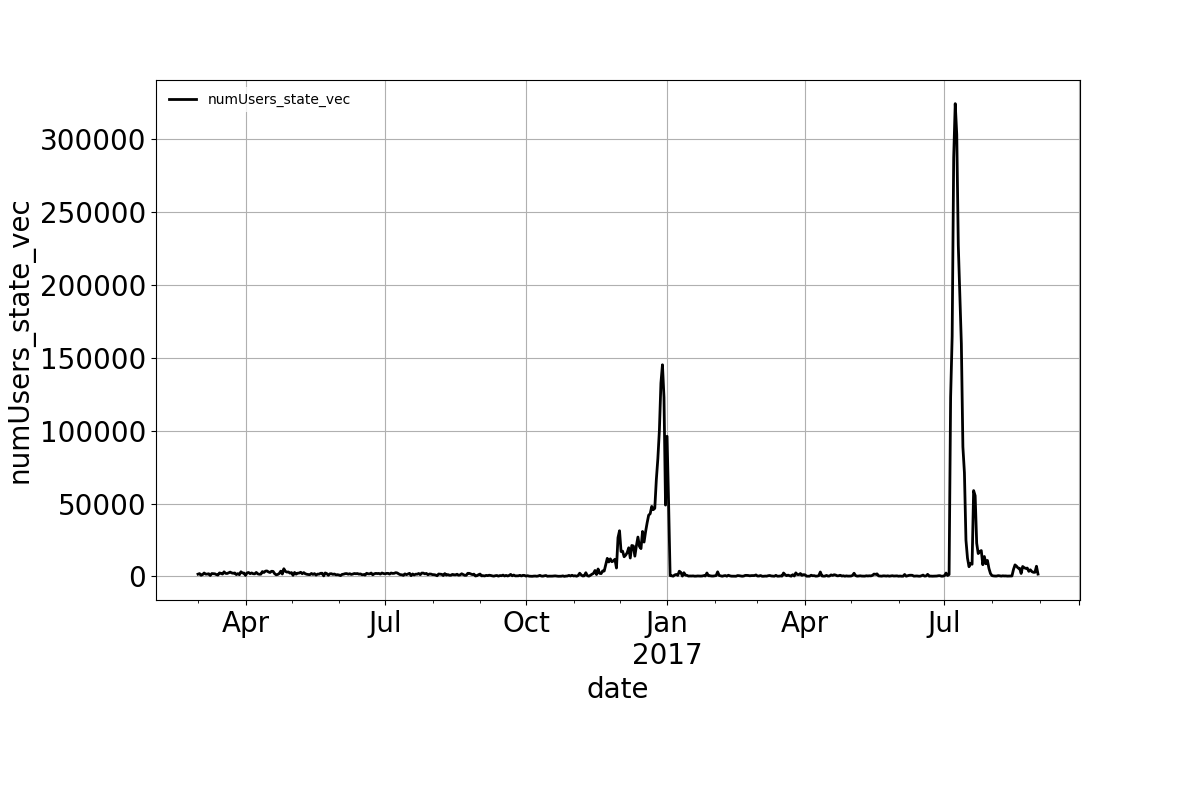 numUsers_state_vec
300000
250000
200000
150000
100000
50000
0
numUsers_state_vec
Apr
Jul
Oct
Jan
2017
Apr
Jul
date